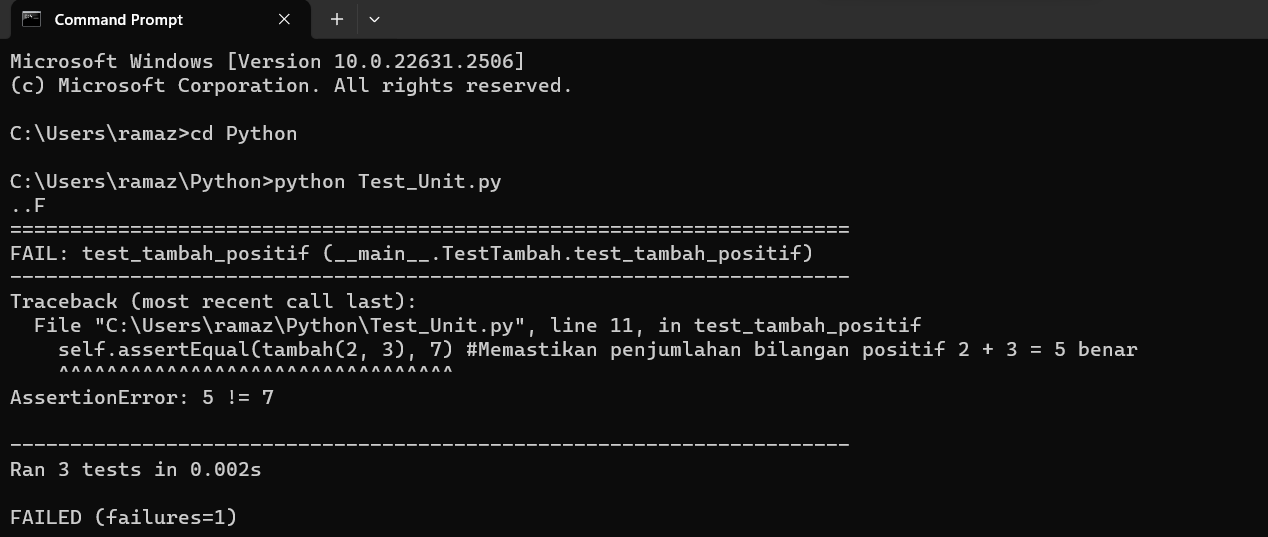 Command Prompt
Microsoft Windows [Version 10.0.22631.2506]
(c) Microsoft Corporation. All rights reserved.
C:\Users\ramaz>cd Python
C:\Users\ramaz\Python>python Test_Unit.py
..F
======================================================================
FAIL: test_tambah_positif (__main__.TestTambah.test_tambah_positif)
----------------------------------------------------------------------
Traceback (most recent call last):
  File "C:\Users\ramaz\Python\Test_Unit.py", line 11, in test_tambah_positif
    self.assertEqual(tambah(2, 3), 7) #Memastikan penjumlahan bilangan positif 2 + 3 = 5 benar
    ^^^^^^^^^^^^^^^^^^^^^^^^^^^^^^^^^
AssertionError: 5 != 7
----------------------------------------------------------------------
Ran 3 tests in 0.002s
FAILED (failures=1)